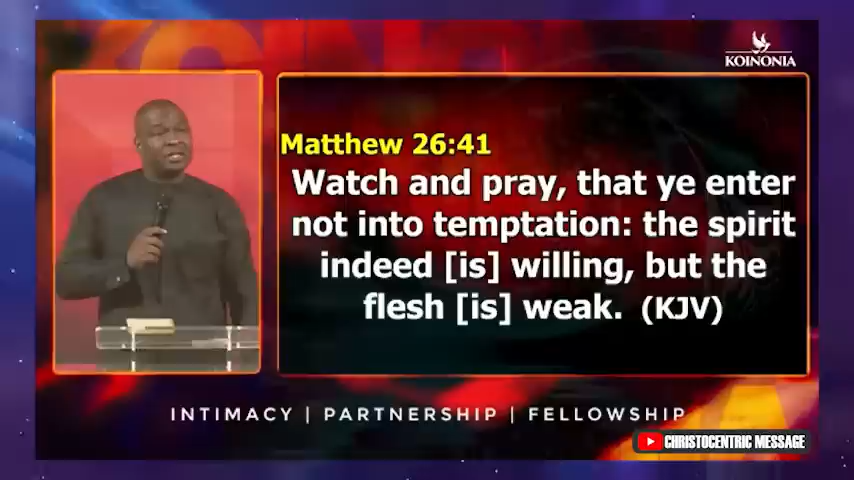 KOINONIA
Matthew 26:41
Watch and pray, that ye enter
not into temptation: the spirit
indeed [is] willing, but the
flesh [is] weak. (KJV)
INTIMACY | PARTNERSHIP | FELLOWSHIP
CHRISTOCENTRIC MESSAGE